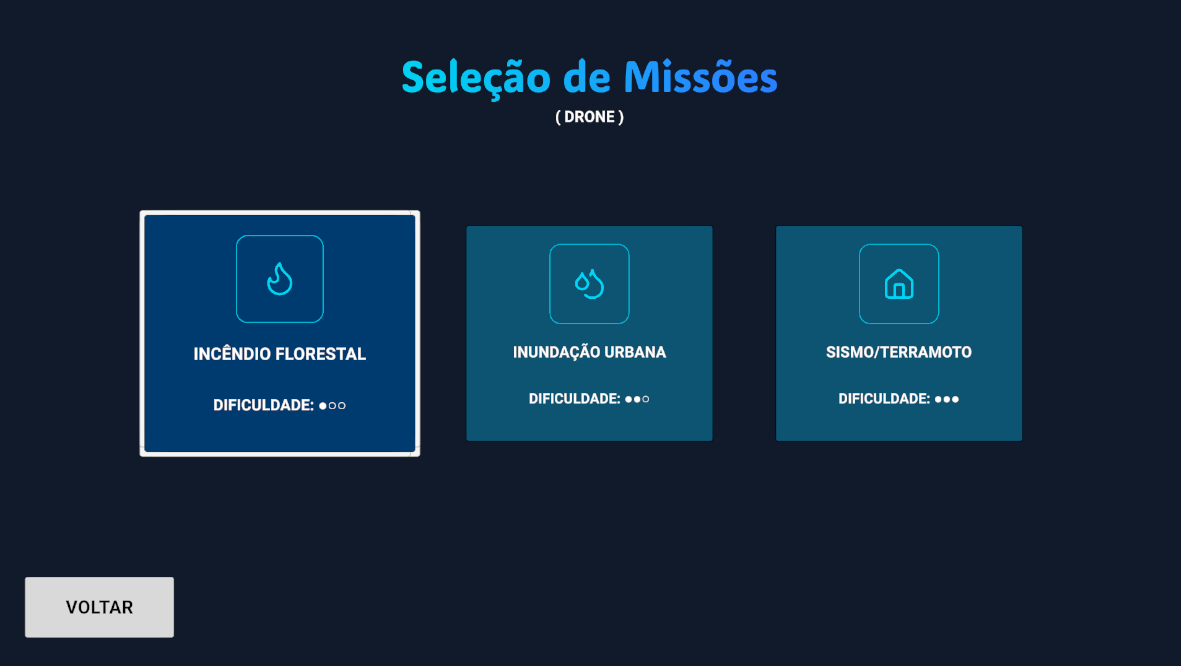 Seleção de Missões
( DRONE )
INCÊNDIO FLORESTAL
DIFICULDADE: ●○○
INUNDAÇÃO URBANA
DIFICULDADE: ●●○
SISMO/TERRAMOTO
DIFICULDADE: ●●●
VOLTAR